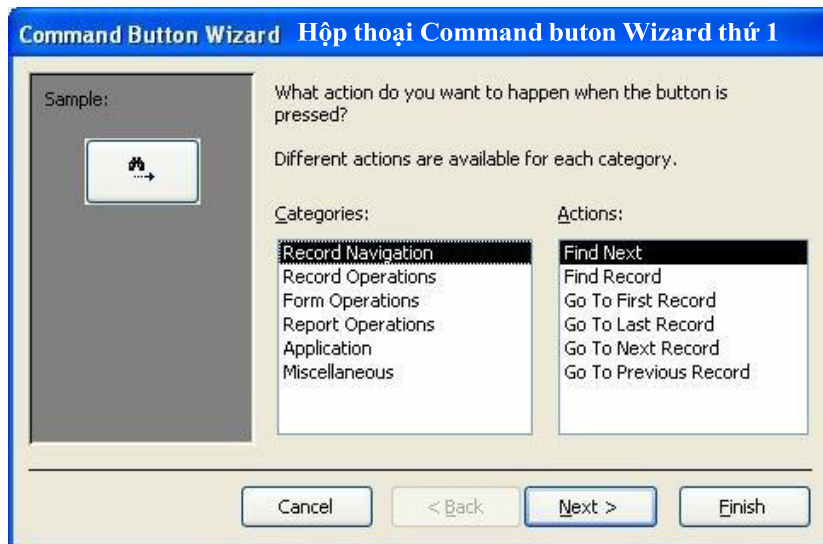 Command Button Wizard Hộp thoại Command buton Wizard thứ 1
Sample:
What action do you want to happen when the button is
pressed?
Different actions are available for each category.
Categories:
Record Navigation
Record Operations
Form Operations
Report Operations
Application
Miscellaneous
Actions:
Find Next
Find Record
Go To First Record
Go To Last Record
Go To Next Record
Go To Previous Record
Cancel
< Back
Next >
Finish